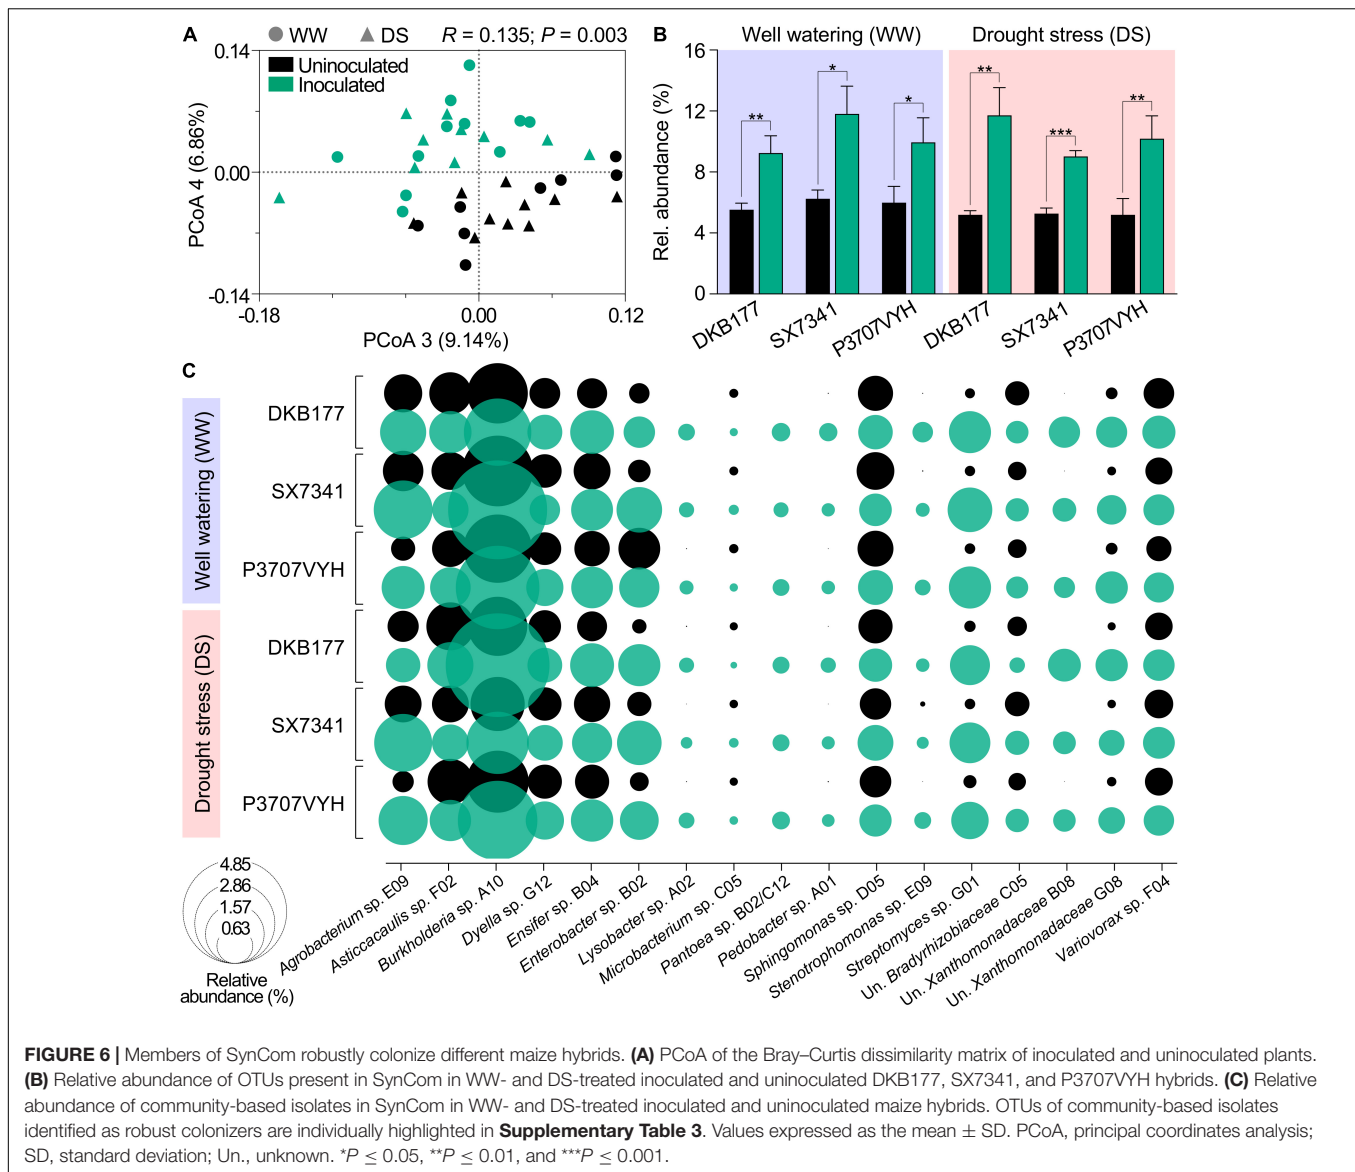 A
WW
DS
R = 0.135; P = 0.003
0.14
Uninoculated
Inoculated
PCoA 4 (6.86%)
0.00
-0.14
-0.18
0.00
0.12
PCoA 3 (9.14%)
B
Well watering (WW)
Drought stress (DS)
Rel. abundance (%)
16
12
8
4
0
**
*
*
**
***
**
DKB177
SX7341
P3707VYH
DKB177
SX7341
P3707VYH
C
Well watering (WW)
DKB177
SX7341
P3707VYH
Drought stress (DS)
DKB177
SX7341
P3707VYH
4.85
2.86
1.57
0.63
Relative
abundance (%)
Agrobacterium sp. E09
Asticcacaulis sp. F02
Burkholderia sp. A10
Dyella sp. G12
Ensifer sp. B04
Enterobacter sp. B02
Lysobacter sp. A02
Microbacterium sp. C05
Pantoea sp. B02/C12
Pedobacter sp. A01
Sphingomonas sp. D05
Stenotrophomonas sp. E09
Streptomyces sp. G01
Un. Bradyrhizobiaceae C05
Un. Xanthomonadaceae B08
Un. Xanthomonadaceae G08
Variovorax sp. F04
FIGURE 6 | Members of SynCom robustly colonize different maize hybrids. (A) PCoA of the Bray–Curtis dissimilarity matrix of inoculated and uninoculated plants.
(B) Relative abundance of OTUs present in SynCom in WW- and DS-treated inoculated and uninoculated DKB177, SX7341, and P3707VYH hybrids. (C) Relative
abundance of community-based isolates in SynCom in WW- and DS-treated inoculated and uninoculated maize hybrids. OTUs of community-based isolates
identified as robust colonizers are individually highlighted in Supplementary Table 3. Values expressed as the mean ± SD. PCoA, principal coordinates analysis;
SD, standard deviation; Un., unknown. *P ≤ 0.05, **P ≤ 0.01, and ***P ≤ 0.001.